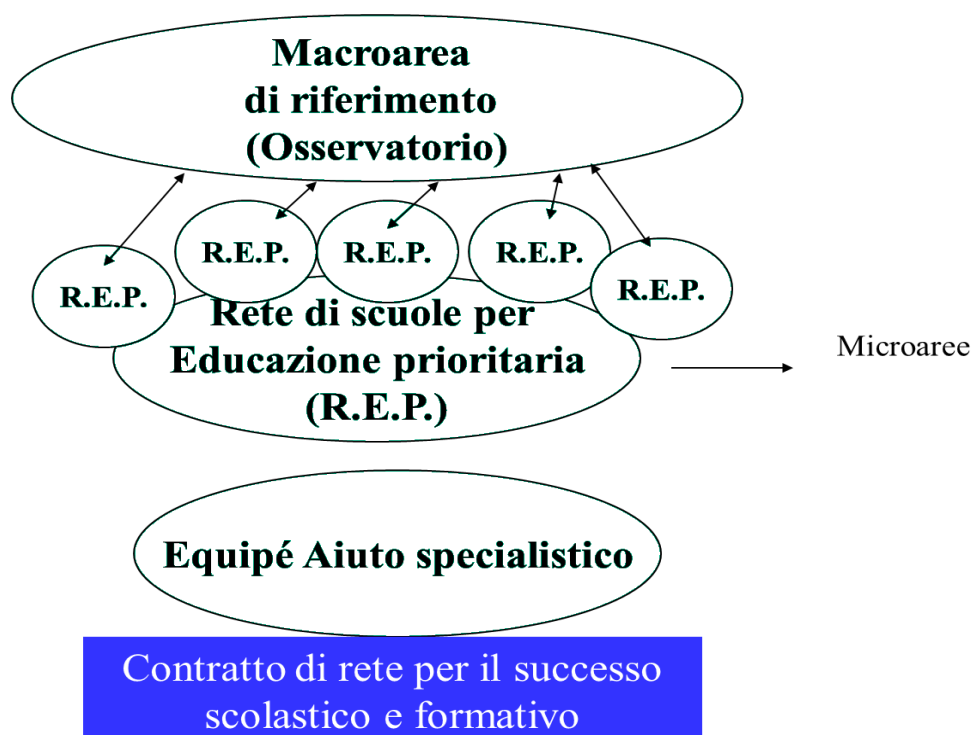 Macroarea
di riferimento
(Osservatorio)
R.E.P.
R.E.P.
R.E.P.
R.E.P.
R.E.P.
Rete di scuole per
Educazione prioritaria
(R.E.P.)
Microaree
Equipé Aiuto specialistico
Contratto di rete per il successo
scolastico e formativo